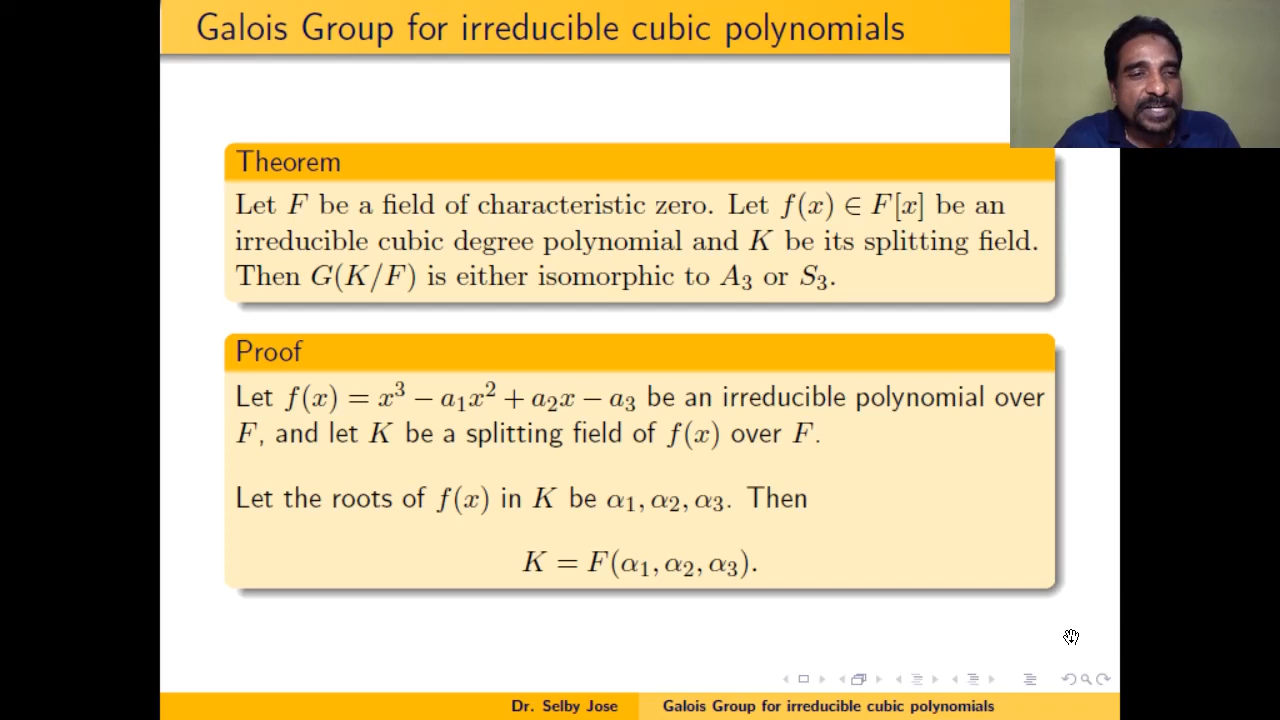 Galois Group for irreducible cubic polynomials
Theorem
Let F be a field of characteristic zero. Let f(x) ∈ F[x] be an
irreducible cubic degree polynomial and K be its splitting field.
Then G(K/F) is either isomorphic to A₃ or S₃.
Proof
Let f(x) = x³ − a₁x² + a₂x − a₃ be an irreducible polynomial over
F, and let K be a splitting field of f(x) over F.
Let the roots of f(x) in K be α₁, α₂, α₃. Then
K = F(α₁, α₂, α₃).
Dr. Selby Jose
Galois Group for irreducible cubic polynomials